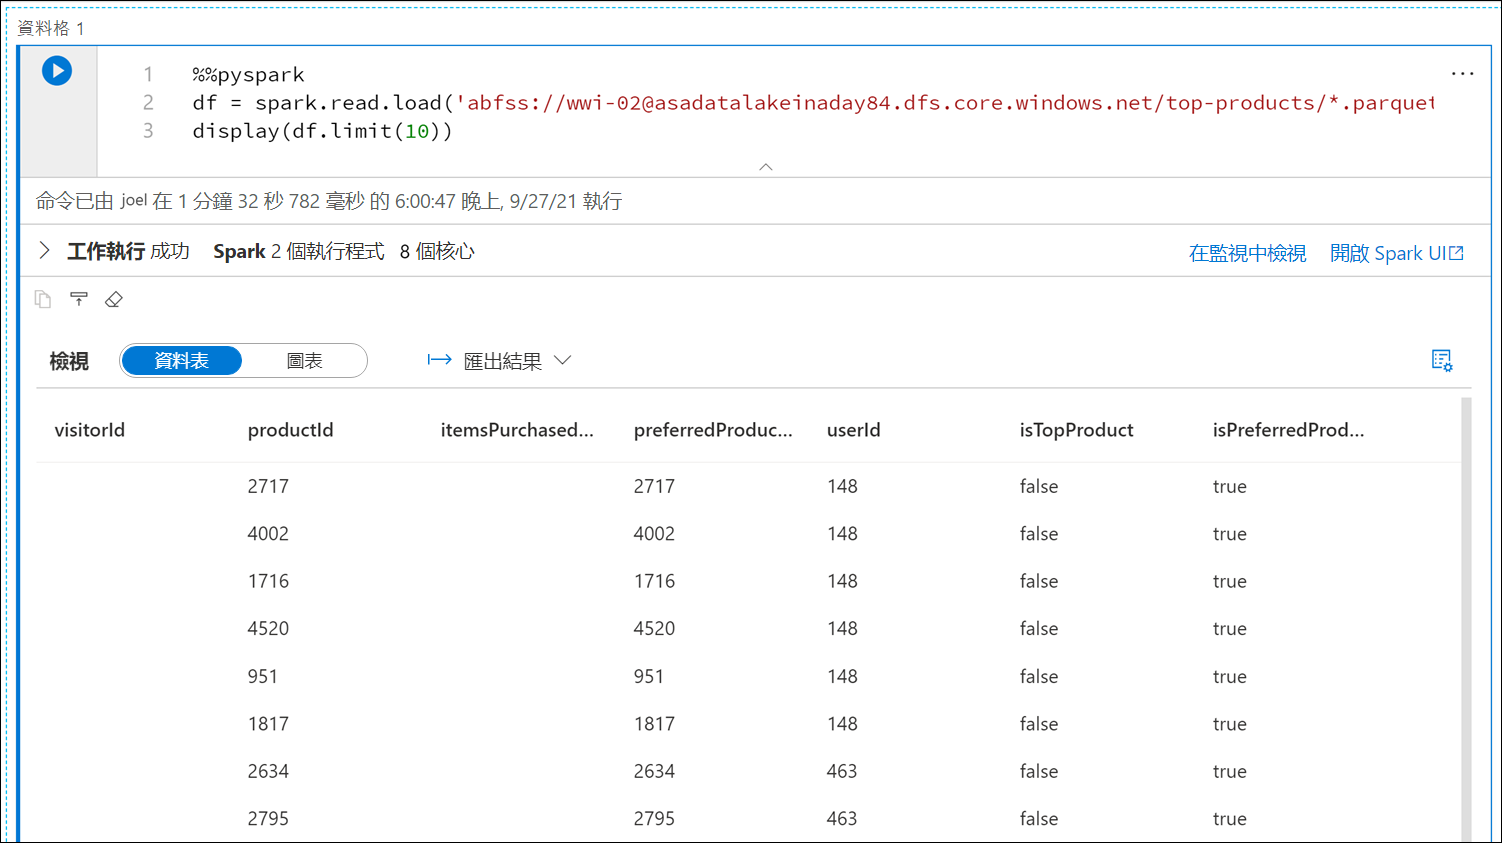 資料格 1
1 %%pyspark
2 df = spark.read.load('abfss://wwi-02@asadatalakeinaday84.dfs.core.windows.net/top-products/*.parquet
3 display(df.limit(10))
命令已由 joel 在 1 分鐘 32 秒 782 毫秒 的 6:00:47 晚上, 9/27/21 執行
工作執行 成功 Spark 2 個執行程式 8 個核心 在監視中檢視 開啟 Spark UI
檢視 資料表 圖表 匯出結果
visitorId productId itemsPurchased... preferredProduc... userId isTopProduct isPreferredProd...
2717 2717 148 false true
4002 4002 148 false true
1716 1716 148 false true
4520 4520 148 false true
951 951 148 false true
1817 1817 148 false true
2634 2634 463 false true
2795 2795 463 false true